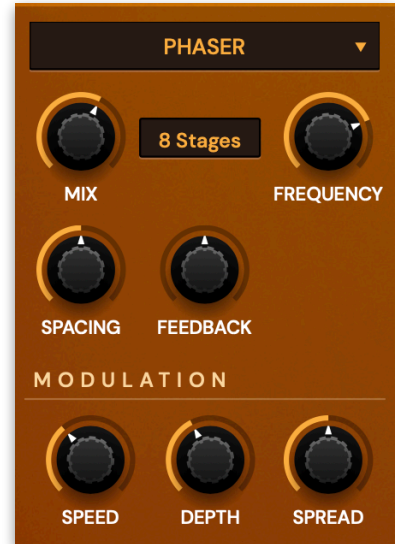 PHASER
8 Stages
MIX
FREQUENCY
SPACING
FEEDBACK
MODULATION
SPEED
DEPTH
SPREAD